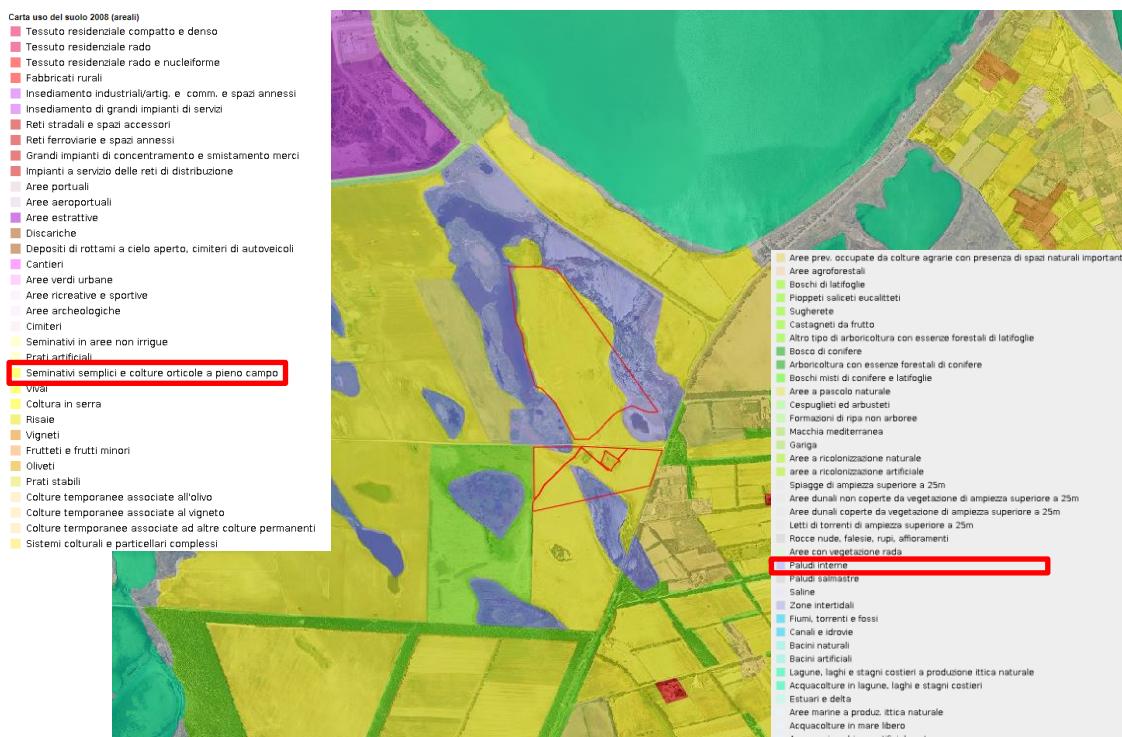 Carta uso del suolo 2008 (areali)
Tessuto residenziale compatto e denso
Tessuto residenziale rado
Tessuto residenziale rado e nucleiforme
Fabbricati rurali
Insediamento industriali/artig. e comm. e spazi annessi
Insediamento di grandi impianti di servizi
Reti stradali e spazi accessori
Reti ferroviarie e spazi annessi
Grandi impianti di concentramento e smistamento merci
Impianti a servizio delle reti di distribuzione
Aree portuali
Aree aeroportuali
Aree estrattive
Discariche
Depositi di rottami a cielo aperto, cimiteri di autoveicoli
Cantieri
Aree verdi urbane
Aree ricreative e sportive
Aree archeologiche
Cimiteri
Seminativi in aree non irrigue
Prati artificiali
Seminativi semplici e colture orticole a pieno campo
Vivai
Coltura in serra
Risaie
Vigneti
Frutteti e frutti minori
Oliveti
Prati stabili
Colture temporanee associate all'olivo
Colture temporanee associate al vigneto
Colture termporanee associate ad altre colture permanenti
Sistemi colturali e particellari complessi
Aree prev. occupate da colture agrarie con presenza di spazi naturali important
Aree agroforestali
Boschi di latifoglie
Pioppeti saliceti eucalitteti
Sugherete
Castagneti da frutto
Altro tipo di arboricoltura con essenze forestali di latifoglie
Bosco di conifere
Arboricoltura con essenze forestali di conifere
Boschi misti di conifere e latifoglie
Aree a pascolo naturale
Cespuglieti ed arbusteti
Formazioni di ripa non arboree
Macchia mediterranea
Gariga
Aree a ricolonizzazione naturale
aree a ricolonizzazione artificiale
Spiagge di ampiezza superiore a 25m
Aree dunali non coperte da vegetazione di ampiezza superiore a 25m
Aree dunali coperte da vegetazione di ampiezza superiore a 25m
Letti di torrenti di ampiezza superiore a 25m
Rocce nude, falesie, rupi, affioramenti
Aree con vegetazione rada
Paludi interne
Paludi salmastre
Saline
Zone intertidali
Fiumi, torrenti e fossi
Canali e idrovie
Bacini naturali
Bacini artificiali
Lagune, laghi e stagni costieri a produzione ittica naturale
Acquacolture in lagune, laghi e stagni costieri
Estuari e delta
Aree marine a produz. ittica naturale
Acquacolture in mare libero